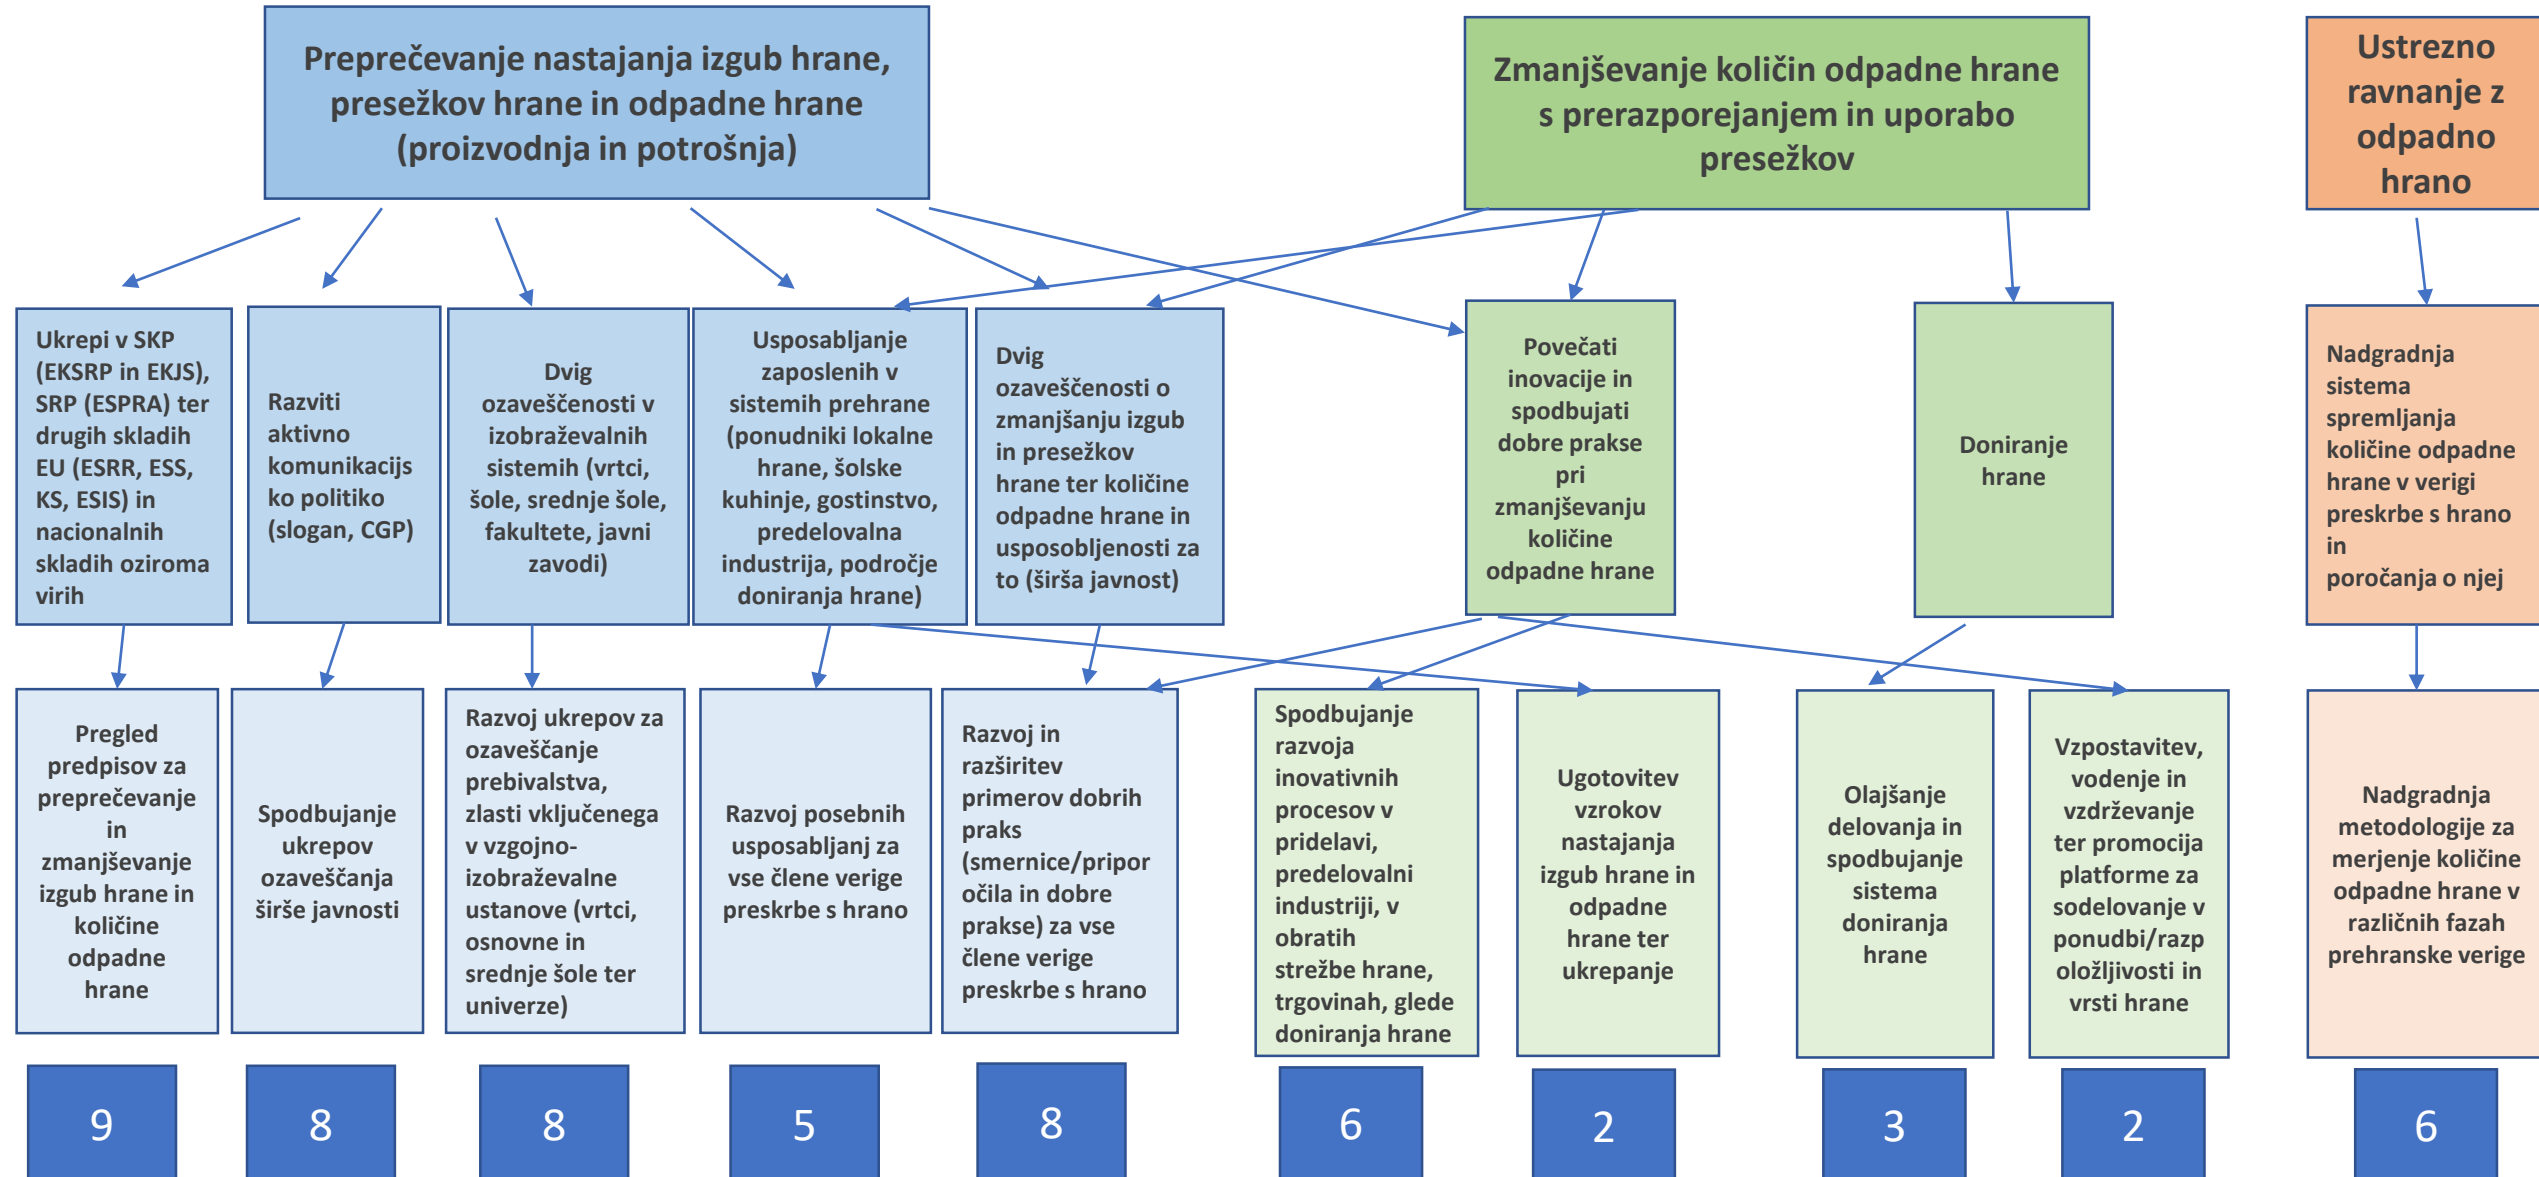 Preprečevanje nastajanja izgub hrane,
presežkov hrane in odpadne hrane
(proizvodnja in potrošnja)
Zmanjševanje količin odpadne hrane
s prerazporejanjem in uporabo
presežkov
Ustrezno
ravnanje z
odpadno
hrano
Ukrepi v SKP
(EKSRP in EKJS),
SRP (ESPRA) ter
drugih skladih
EU (ESRR, ESS,
KS, ESIS) in
nacionalnih
skladih oziroma
virih
Razviti
aktivno
komunikacijs
ko politiko
(slogan, CGP)
Dvig
ozaveščenosti v
izobraževalnih
sistemih (vrtci,
šole, srednje šole,
fakultete, javni
zavodi)
Usposabljanje
zaposlenih v
sistemih prehrane
(ponudniki lokalne
hrane, šolske
kuhinje, gostinstvo,
predelovalna
industrija, področje
doniranja hrane)
Dvig
ozaveščenosti o
zmanjšanju izgub
in presežkov
hrane ter količine
odpadne hrane in
usposobljenosti za
to (širša javnost)
Povečati
inovacije in
spodbujati
dobre prakse
pri
zmanjševanju
količine
odpadne hrane
Doniranje
hrane
Nadgradnja
sistema
spremljanja
količine odpadne
hrane v verigi
preskrbe s hrano
in
poročanja o njej
Pregled
predpisov za
preprečevanje
in
zmanjševanje
izgub hrane in
količine
odpadne
hrane
Spodbujanje
ukrepov
ozaveščanja
širše javnosti
Razvoj ukrepov za
ozaveščanje
prebivalstva,
zlasti vključenega
v vzgojno-
izobraževalne
ustanove (vrtci,
osnovne in
srednje šole ter
univerze)
Razvoj posebnih
usposabljanj za
vse člene verige
preskrbe s hrano
Razvoj in
razširitev
primerov dobrih
praks
(smernice/pripor
očila in dobre
prakse) za vse
člene verige
preskrbe s hrano
Spodbujanje
razvoja
inovativnih
procesov v
pridelavi,
predelovalni
industriji, v
obratih
strežbe hrane,
trgovinah, glede
doniranja hrane
Ugotovitev
vzrokov
nastajanja
izgub hrane in
odpadne
hrane ter
ukrepanje
Olajšanje
delovanja in
spodbujanje
sistema
doniranja
hrane
Vzpostavitev,
vodenje in
vzdrževanje
ter promocija
platforme za
sodelovanje v
ponudbi/razp
oložljivosti in
vrsti hrane
Nadgradnja
metodologije za
merjenje količine
odpadne hrane v
različnih fazah
prehranske verige
9
8
8
5
8
6
2
3
2
6